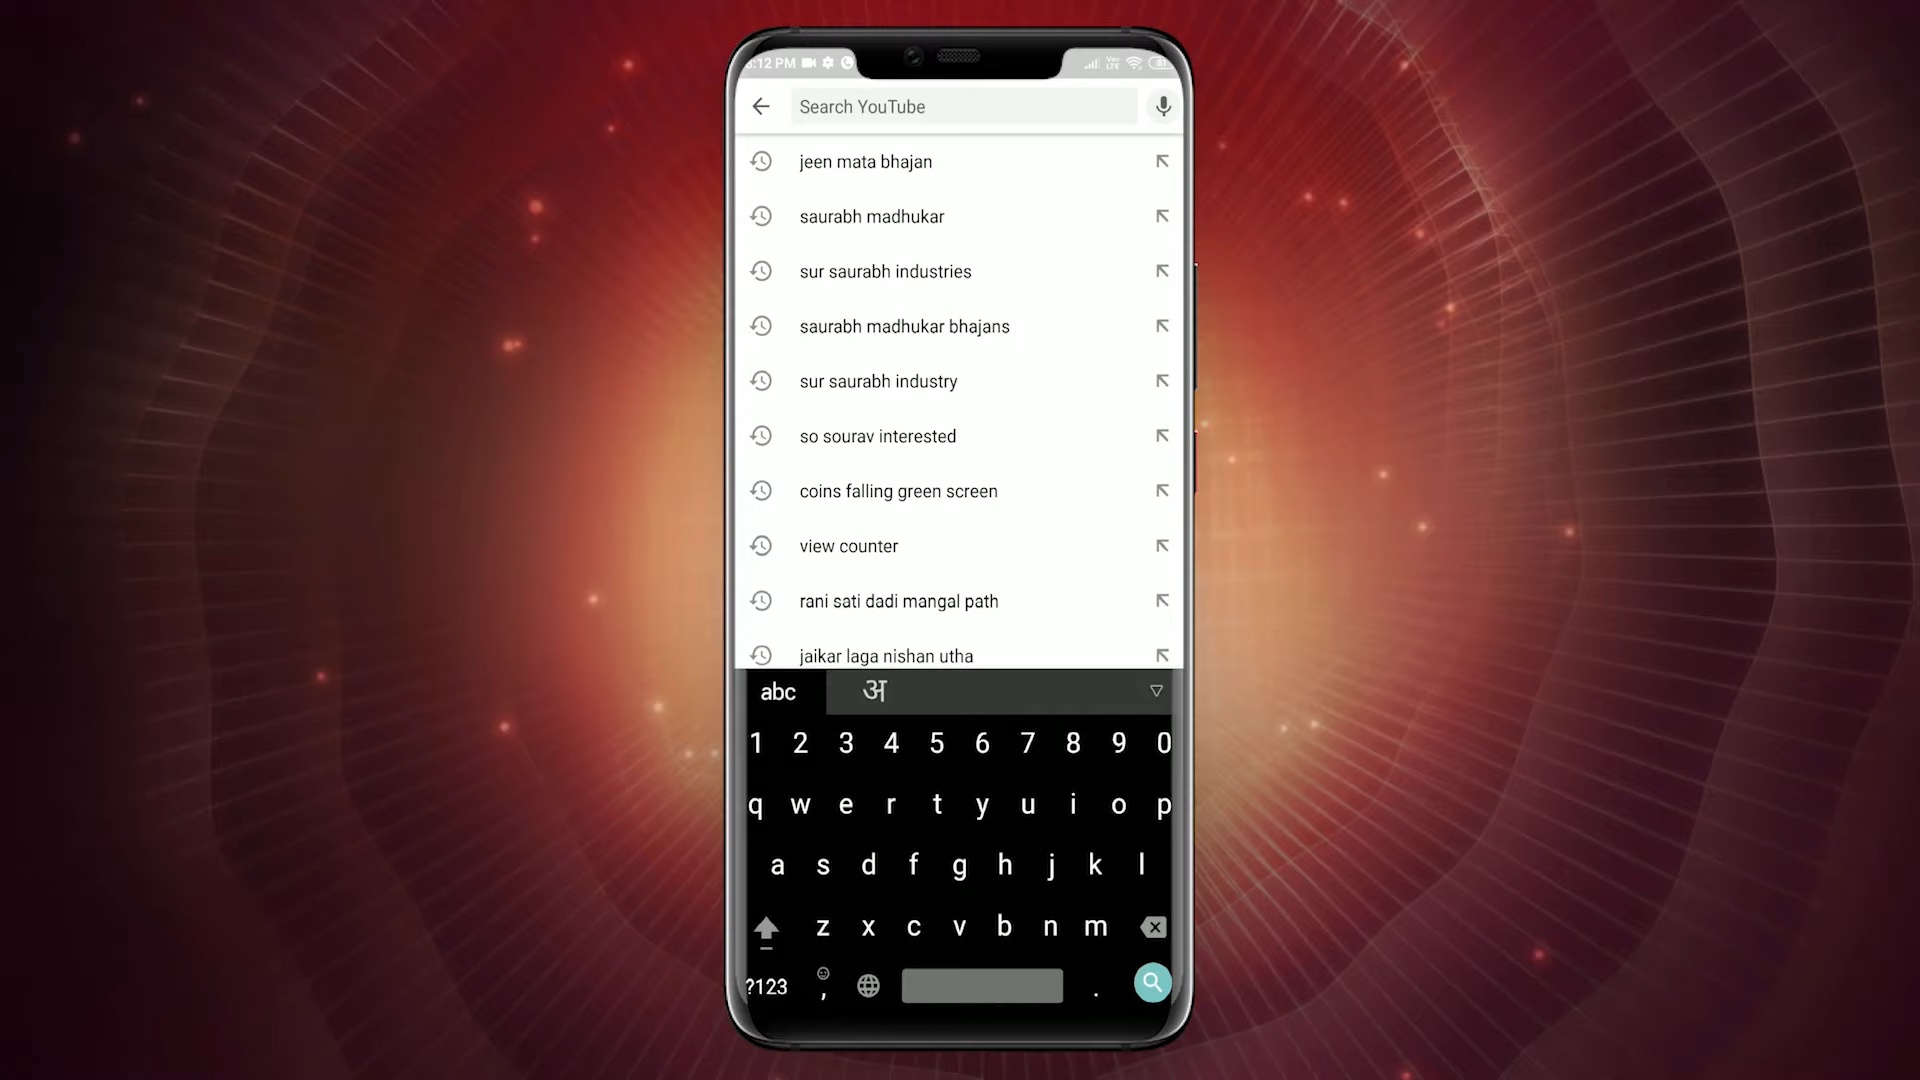 :12 PM
Search YouTube
jeen mata bhajan
saurabh madhukar
sur saurabh industries
saurabh madhukar bhajans
sur saurabh industry
so sourav interested
coins falling green screen
view counter
rani sati dadi mangal path
jaikar laga nishan utha
abc अ
1 2 3 4 5 6 7 8 9 0
q w e r t y u i o p
a s d f g h j k l
z x c v b n m
?123 , .